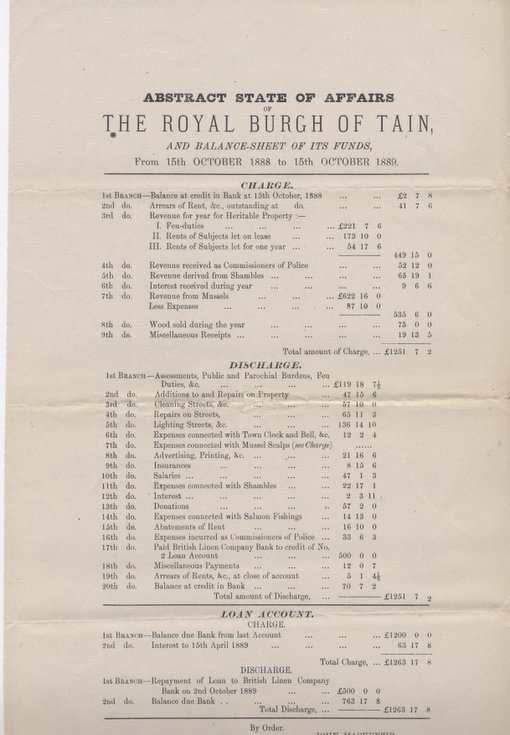 ABSTRACT STATE OF AFFAIRS
OF
THE ROYAL BURGH OF TAIN,
AND BALANCE-SHEET OF ITS FUNDS,
From 15th OCTOBER 1888 to 15th OCTOBER 1889.
CHARGE.
1st BRANCH—Balance at credit in Bank at 15th October, 1888 ... ... £2 7 8
2nd do. Arrears of Rent, &c., outstanding at do. ... ... 41 7 6
3rd do. Revenue for year for Heritable Property :—
I. Feu-duties ... ... ... ... £221 7 6
II. Rents of Subjects let on lease ... ... 173 10 0
III. Rents of Subjects let for one year ... ... 54 17 6
449 15 0
4th do. Revenue received as Commissioners of Police ... ... 52 12 0
5th do. Revenue derived from Shambles ... ... ... ... 65 19 1
6th do. Interest received during year ... ... ... 9 6 6
7th do. Revenue from Mussels ... ... ... £622 16 0
Less Expenses ... ... ... 87 10 0
535 6 0
8th do. Wood sold during the year ... ... ... ... 75 0 0
9th do. Miscellaneous Receipts ... ... ... ... ... 19 13 5
Total amount of Charge, ... £1251 7 2
DISCHARGE.
1st BRANCH—Assessments, Public and Parochial Burdens, Feu
Duties, &c. ... ... ... ... £119 18 7½
2nd do. Additions to and Repairs on Property ... 47 15 6
3rd do. Cleaning Streets, &c. ... ... ... 57 10 0
4th do. Repairs on Streets, ... ... ... 65 11 3
5th do. Lighting Streets, &c. ... ... ... 136 14 10
6th do. Expenses connected with Town Clock and Bell, &c. 12 2 4
7th do. Expenses connected with Mussel Scalps (see Charge) ......
8th do. Advertising, Printing, &c. ... ... ... 21 16 6
9th do. Insurances ... ... ... 8 15 6
10th do. Salaries ... ... ... ... ... 47 1 3
11th do. Expenses connected with Shambles ... ... 22 17 1
12th do. Interest ... ... ... ... ... 2 3 11
13th do. Donations ... ... ... .. 57 2 0
14th do. Expenses connected with Salmon Fishings ... 14 13 0
15th do. Abatements of Rent ... ... ... 16 10 0
16th do. Expenses incurred as Commissioners of Police ... 33 6 3
17th do. Paid British Linen Company Bank to credit of No.
2 Loan Account ... ... ... 500 0 0
18th do. Miscellaneous Payments ... ... ... 12 0 7
19th do. Arrears of Rents, &c., at close of account ... 5 1 4½
20th do. Balance at credit in Bank ... ... ... 70 7 2
Total amount of Discharge, ... £1251 7 2
LOAN ACCOUNT.
CHARGE.
1st BRANCH—Balance due Bank from last Account ... ... ... £1200 0 0
2nd do. Interest to 15th April 1889 ... ... ... ... 63 17 8
Total Charge, ... £1263 17 8
DISCHARGE.
1st BRANCH—Repayment of Loan to British Linen Company
Bank on 2nd October 1889 ... ... £500 0 0
2nd do. Balance due Bank . . ... ... ... 763 17 8
Total Discharge, ... £1263 17 8
By Order.